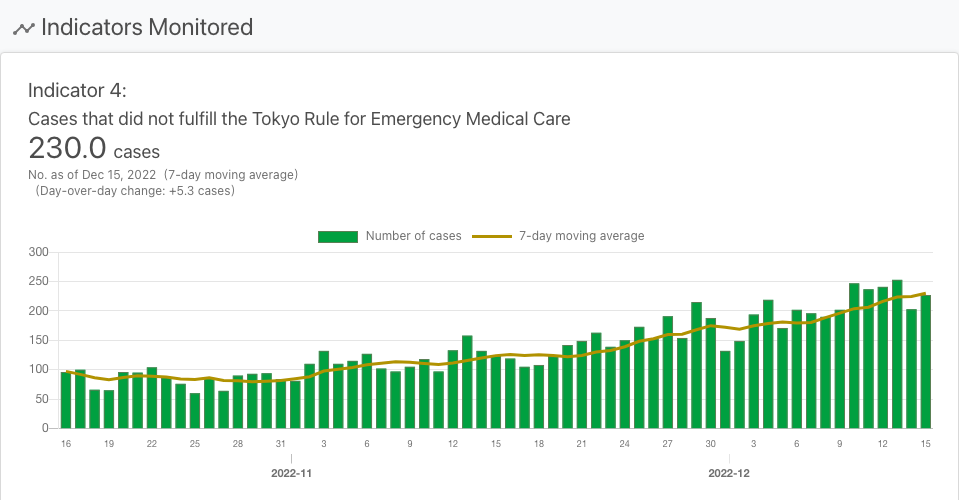 Indicators Monitored
Indicator 4:
Cases that did not fulfill the Tokyo Rule for Emergency Medical Care
230.0 cases
No. as of Dec 15, 2022 (7-day moving average)
(Day-over-day change: +5.3 cases)
Number of cases 7-day moving average
300
250
200
150
100
50
0
16 19 22 25 28 31 3 6 9 12 15 18 21 24 27 30 3 6 9 12 15
2022-11 2022-12